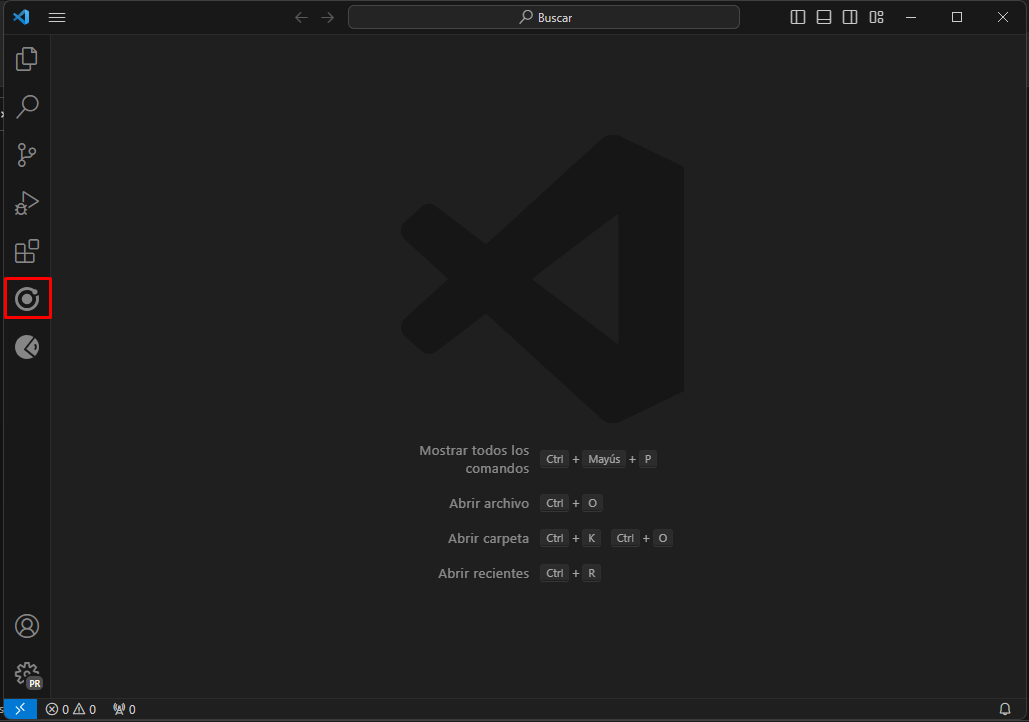 Buscar
Mostrar todos los
comandos
Ctrl + Mayús + P
Abrir archivo Ctrl + O
Abrir carpeta Ctrl + K Ctrl + O
Abrir recientes Ctrl + R
PR
0 0 0